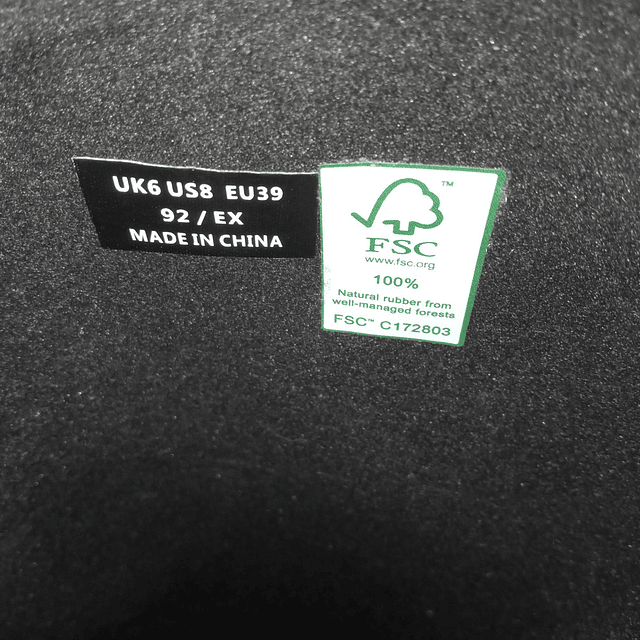 UK6 US8 EU39
92 / EX
MADE IN CHINA
TM
FSC
www.fsc.org
100%
Natural rubber from
well-managed forests
FSC™ C172803